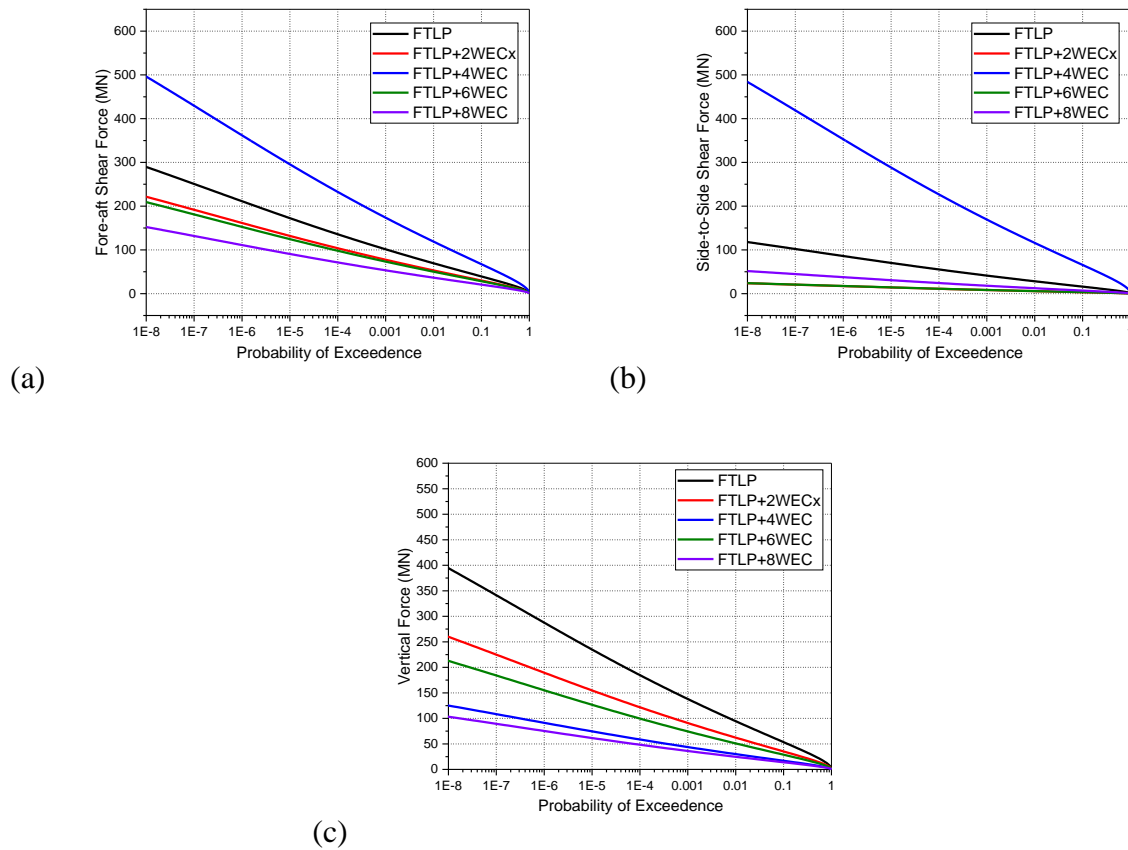 650
600
500
400
300
200
100
0
Fore-aft Shear Force (MN)
FTLP
FTLP+2WECx
FTLP+4WEC
FTLP+6WEC
FTLP+8WEC
1E-8 1E-7 1E-6 1E-5 1E-4 0.001 0.01 0.1 1
Probability of Exceedence
(a)
600
500
400
300
200
100
0
Side-to-Side Shear Force (MN)
FTLP
FTLP+2WECx
FTLP+4WEC
FTLP+6WEC
FTLP+8WEC
1E-8 1E-7 1E-6 1E-5 1E-4 0.001 0.01 0.1 1
Probability of Exceedence
(b)
600
550
500
450
400
350
300
250
200
150
100
50
0
Vertical Force (MN)
FTLP
FTLP+2WECx
FTLP+4WEC
FTLP+6WEC
FTLP+8WEC
1E-8 1E-7 1E-6 1E-5 1E-4 0.001 0.01 0.1 1
Probability of Exceedence
(c)